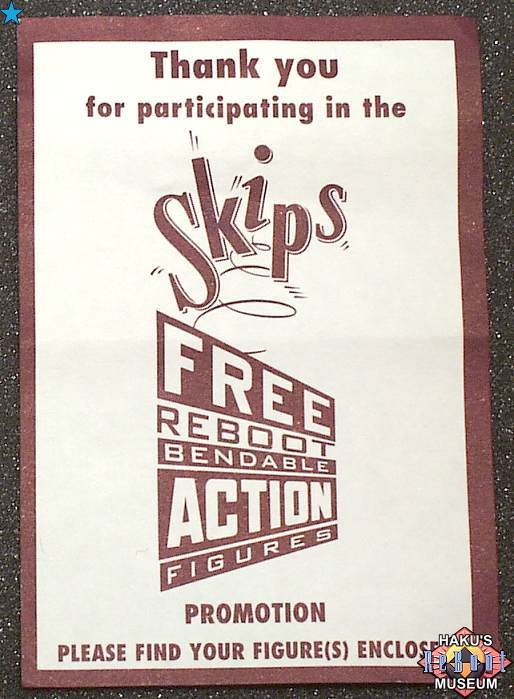 Thank you
for participating in the
Skips
FREE
REBOOT
BENDABLE
ACTION
FIGURES
PROMOTION
PLEASE FIND YOUR FIGURE(S)
HAKU'S
ReBoot
MUSEUM